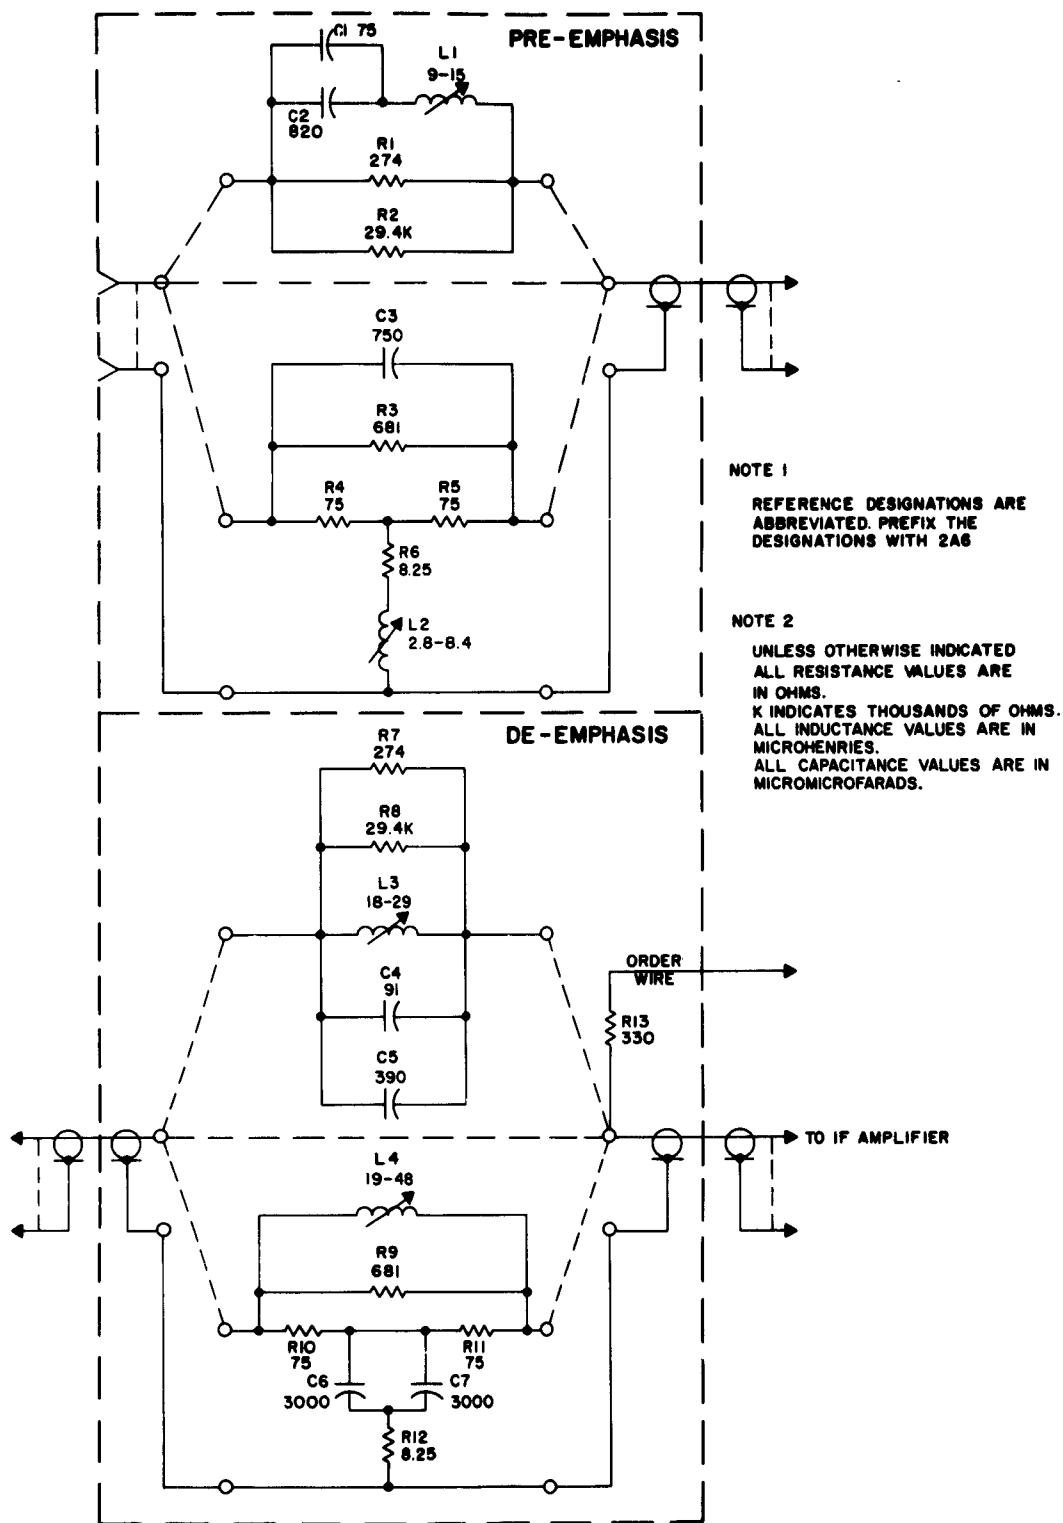 PRE-EMPHASIS
C1 75
L1
9-15
C2
820
R1
274
R2
29.4K
C3
750
R3
681
R4
75
R5
75
R6
8.25
L2
2.8-8.4
NOTE 1
REFERENCE DESIGNATIONS ARE
ABBREVIATED. PREFIX THE
DESIGNATIONS WITH 2A6
NOTE 2
UNLESS OTHERWISE INDICATED
ALL RESISTANCE VALUES ARE
IN OHMS.
K INDICATES THOUSANDS OF OHMS.
ALL INDUCTANCE VALUES ARE IN
MICROHENRIES.
ALL CAPACITANCE VALUES ARE IN
MICROMICROFARADS.
DE-EMPHASIS
R7
274
R8
29.4K
L3
18-29
C4
91
C5
390
ORDER
WIRE
R13
330
TO IF AMPLIFIER
L4
19-48
R9
681
R10
75
R11
75
C6
3000
C7
3000
R12
8.25